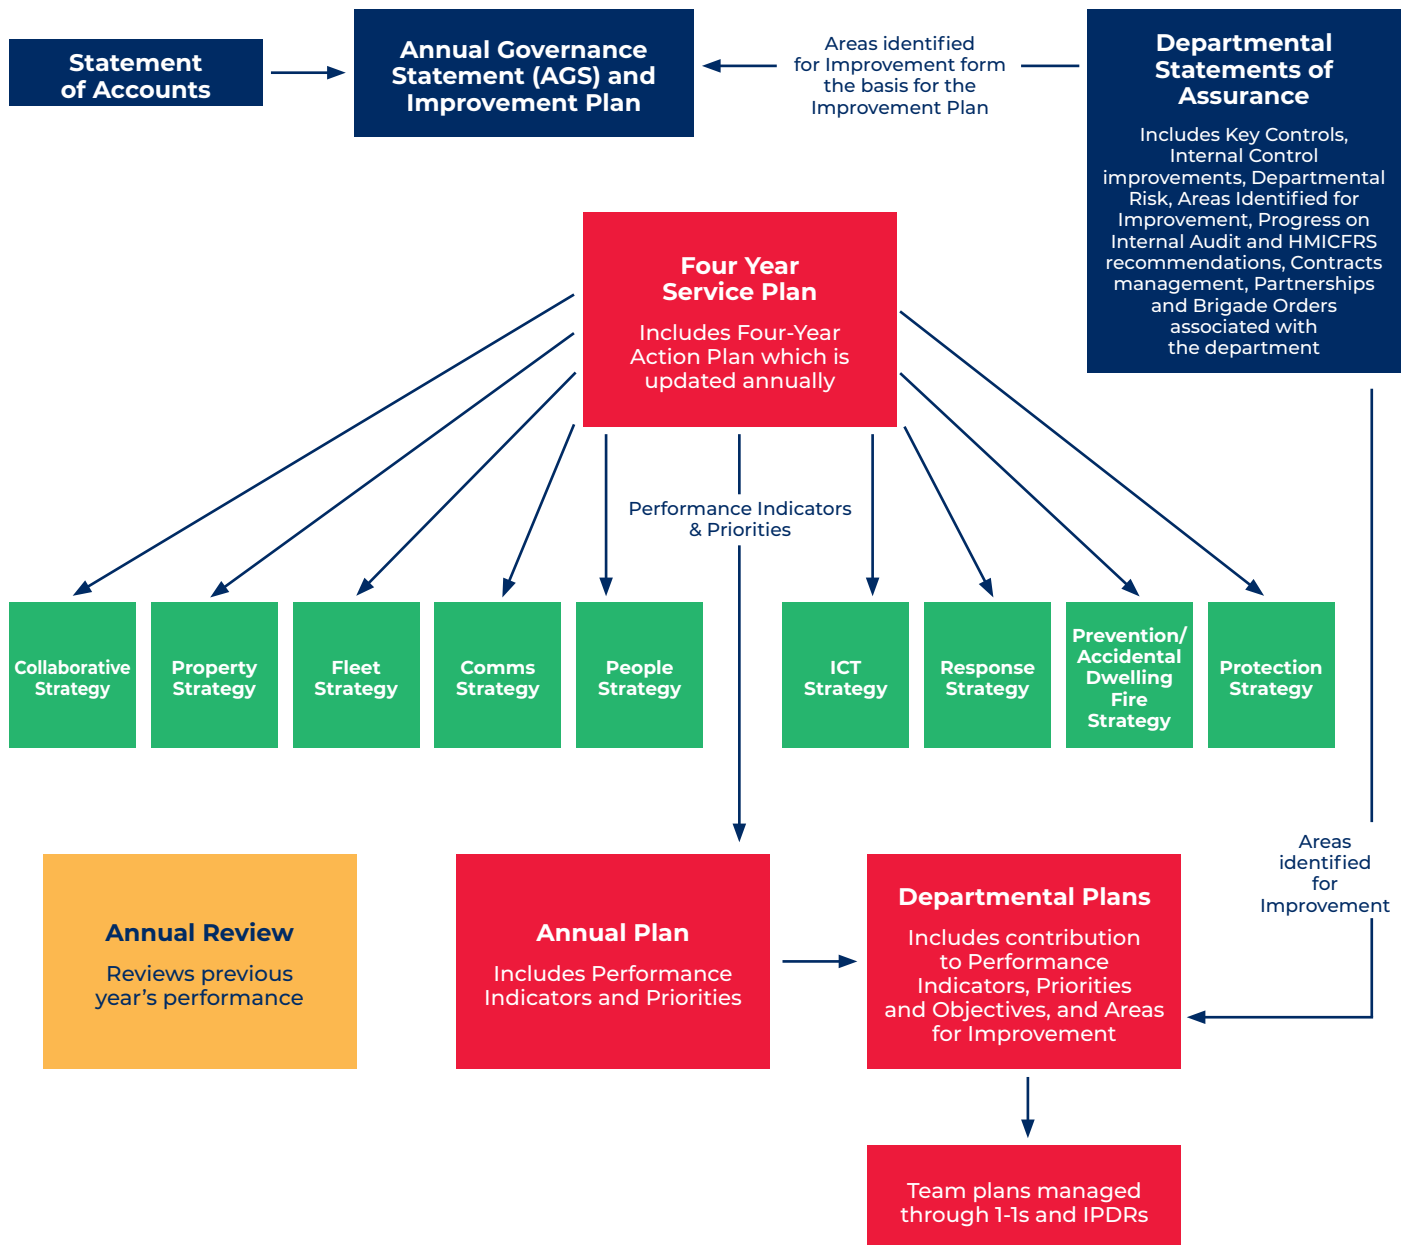 Statement
of Accounts
Annual Governance
Statement (AGS) and
Improvement Plan
Areas identified
for Improvement form
the basis for the
Improvement Plan
Departmental
Statements of
Assurance
Includes Key Controls,
Internal Control
improvements, Departmental
Risk, Areas Identified for
Improvement, Progress on
Internal Audit and HMICFRS
recommendations, Contracts
management, Partnerships
and Brigade Orders
associated with
the department
Four Year
Service Plan
Includes Four-Year
Action Plan which is
updated annually
Performance Indicators
& Priorities
Collaborative
Strategy
Property
Strategy
Fleet
Strategy
Comms
Strategy
People
Strategy
ICT
Strategy
Response
Strategy
Prevention/
Accidental
Dwelling
Fire
Strategy
Protection
Strategy
Areas
identified
for
Improvement
Annual Review
Reviews previous
year’s performance
Annual Plan
Includes Performance
Indicators and Priorities
Departmental Plans
Includes contribution
to Performance
Indicators, Priorities
and Objectives, and Areas
for Improvement
Team plans managed
through 1-1s and IPDRs